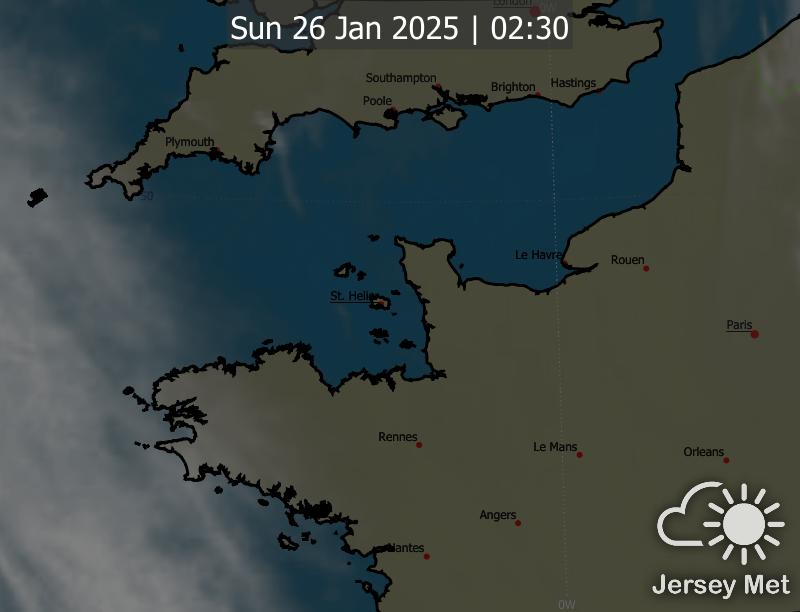 London
0W
Sun 26 Jan 2025 | 02:30
Southampton
Brighton
Hastings
Poole
Plymouth
50
Le Havre
Rouen
St. Helier
Paris
Rennes
Le Mans
Orleans
Angers
Nantes
Jersey Met
0W